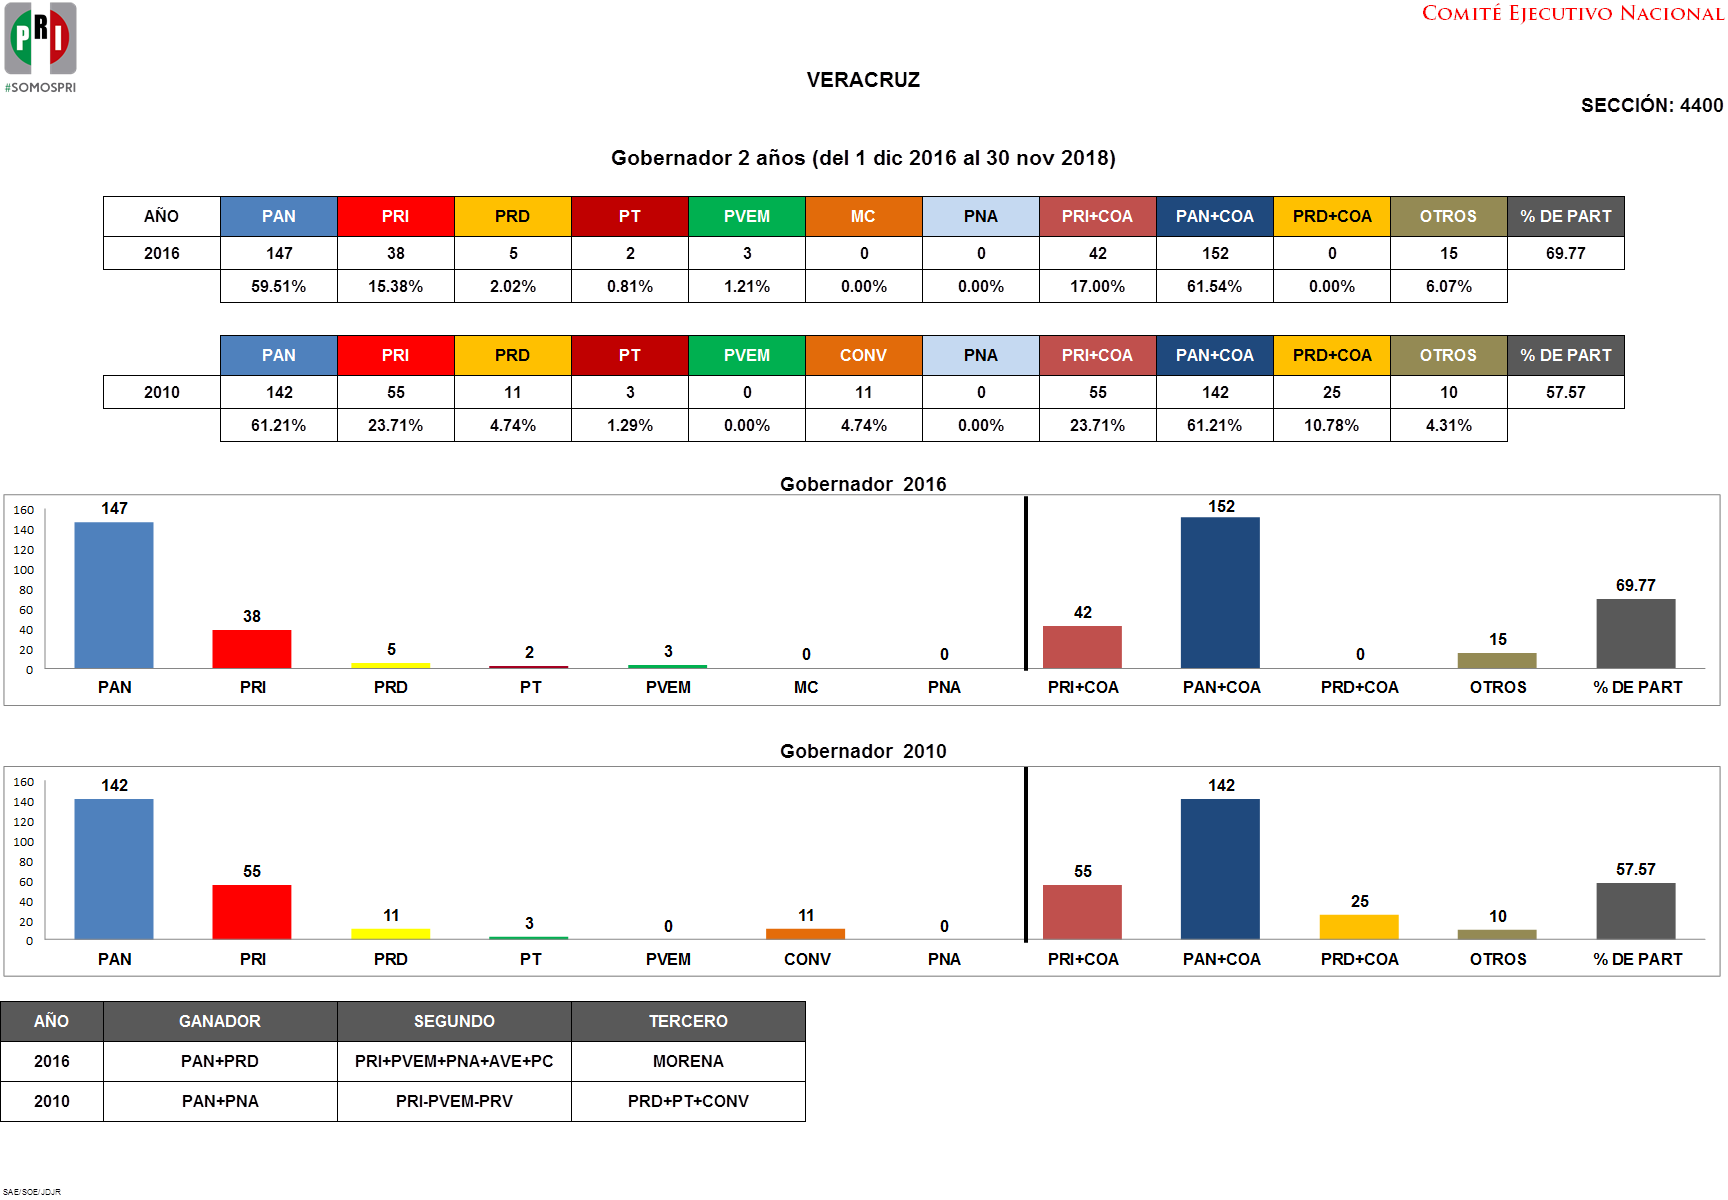 PRI
#SOMOSPRI
COMITÉ EJECUTIVO NACIONAL
VERACRUZ
SECCIÓN: 4400
Gobernador 2 años (del 1 dic 2016 al 30 nov 2018)
AÑO PAN PRI PRD PT PVEM MC PNA PRI+COA PAN+COA PRD+COA OTROS % DE PART
2016 147 38 5 2 3 0 0 42 152 0 15 69.77
59.51% 15.38% 2.02% 0.81% 1.21% 0.00% 0.00% 17.00% 61.54% 0.00% 6.07%
PAN PRI PRD PT PVEM CONV PNA PRI+COA PAN+COA PRD+COA OTROS % DE PART
2010 142 55 11 3 0 11 0 55 142 25 10 57.57
61.21% 23.71% 4.74% 1.29% 0.00% 4.74% 0.00% 23.71% 61.21% 10.78% 4.31%
Gobernador 2016
160
140
120
100
80
60
40
20
0
147 38 5 2 3 0 0 42 152 0 15 69.77
PAN PRI PRD PT PVEM MC PNA PRI+COA PAN+COA PRD+COA OTROS % DE PART
Gobernador 2010
160
140
120
100
80
60
40
20
0
142 55 11 3 0 11 0 55 142 25 10 57.57
PAN PRI PRD PT PVEM CONV PNA PRI+COA PAN+COA PRD+COA OTROS % DE PART
AÑO GANADOR SEGUNDO TERCERO
2016 PAN+PRD PRI+PVEM+PNA+AVE+PC MORENA
2010 PAN+PNA PRI-PVEM-PRV PRD+PT+CONV
SAE/SOE/JDJR